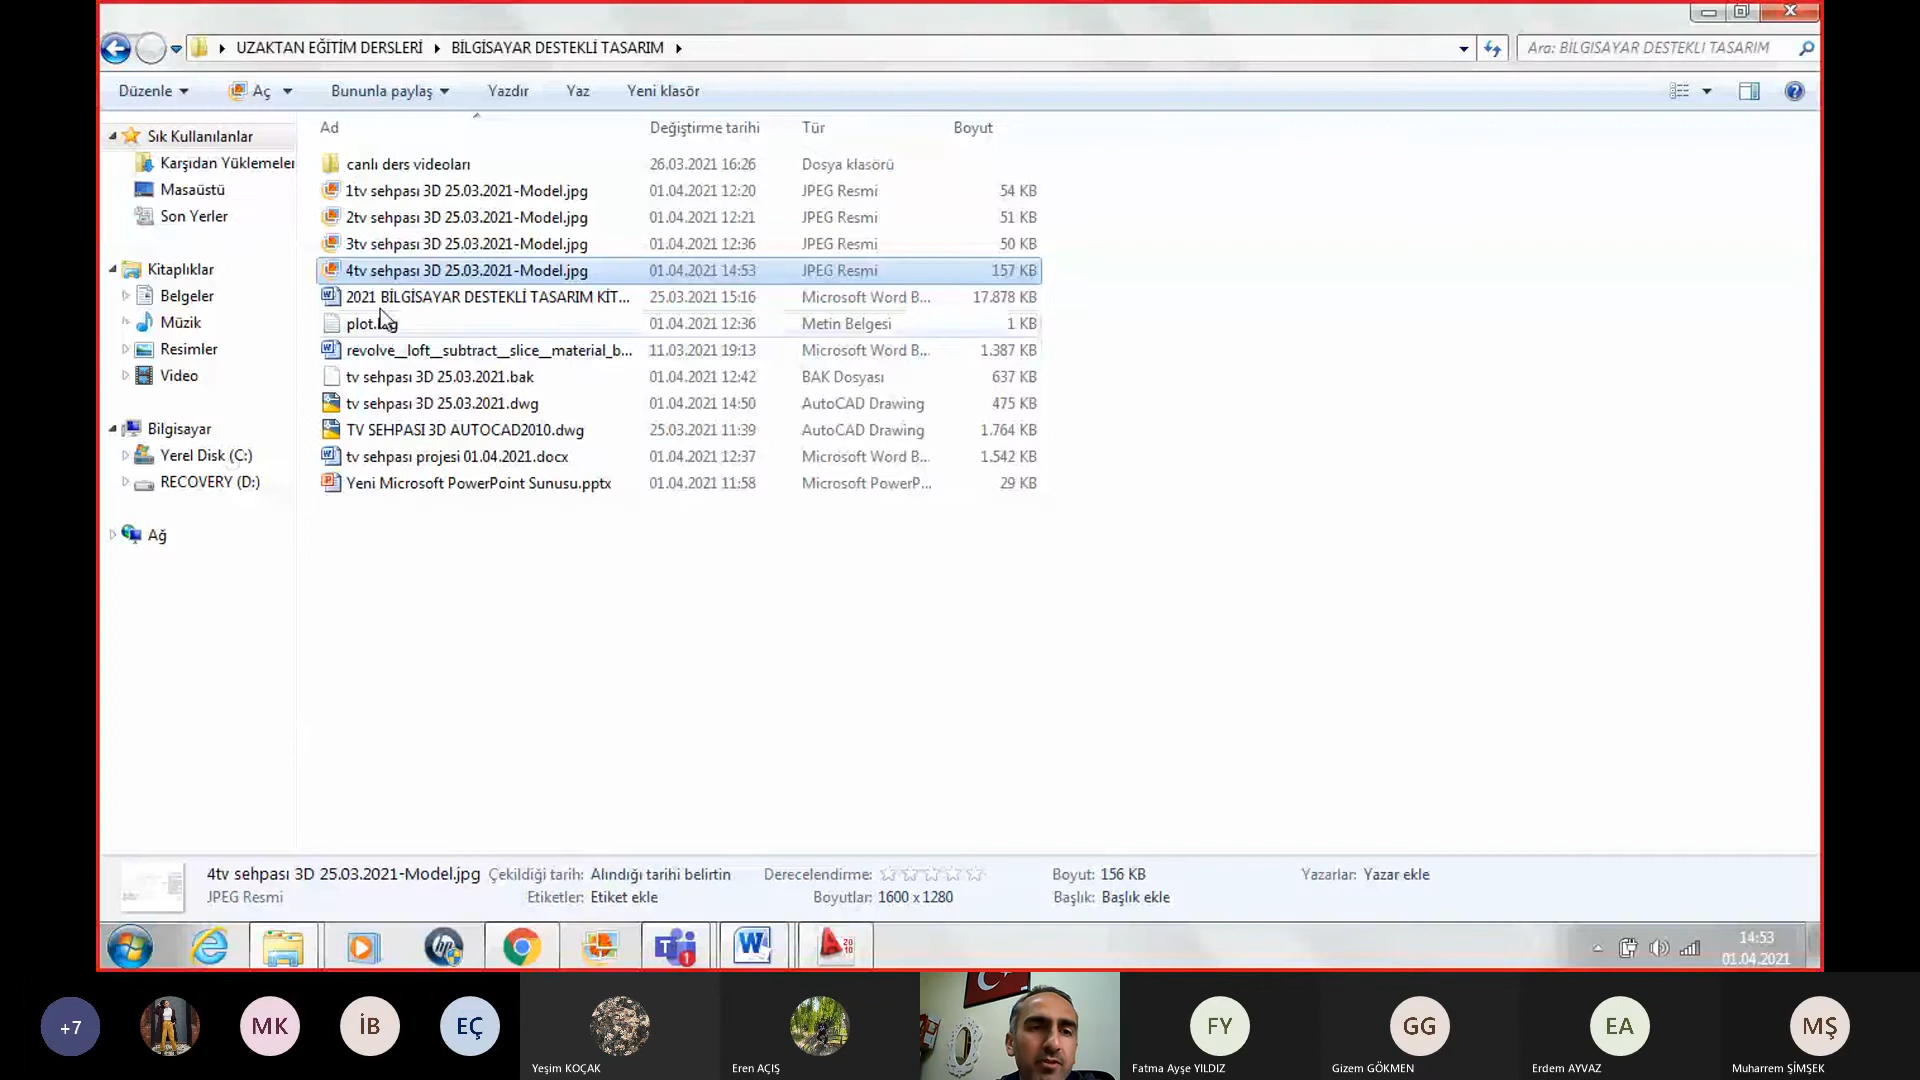 UZAKTAN EĞİTİM DERSLERİ BİLGİSAYAR DESTEKLİ TASARIM
Ara: BİLGİSAYAR DESTEKLİ TASARIM
Düzenle Aç Bununla paylaş Yazdır Yaz Yeni klasör
Ad Değiştirme tarihi Tür Boyut
Sık Kullanılanlar
Karşıdan Yüklemeler
Masaüstü
Son Yerler
Kitaplıklar
Belgeler
Müzik
Resimler
Video
Bilgisayar
Yerel Disk (C:)
RECOVERY (D:)
Ağ
canlı ders videoları 26.03.2021 16:26 Dosya klasörü
1tv sehpası 3D 25.03.2021-Model.jpg 01.04.2021 12:20 JPEG Resmi 54 KB
2tv sehpası 3D 25.03.2021-Model.jpg 01.04.2021 12:21 JPEG Resmi 51 KB
3tv sehpası 3D 25.03.2021-Model.jpg 01.04.2021 12:36 JPEG Resmi 50 KB
4tv sehpası 3D 25.03.2021-Model.jpg 01.04.2021 14:53 JPEG Resmi 157 KB
2021 BİLGİSAYAR DESTEKLİ TASARIM KİT... 25.03.2021 15:16 Microsoft Word B... 17.878 KB
plot.log 01.04.2021 12:36 Metin Belgesi 1 KB
revolve__loft__subtract__slice__material_b... 11.03.2021 19:13 Microsoft Word B... 1.387 KB
tv sehpası 3D 25.03.2021.bak 01.04.2021 12:42 BAK Dosyası 637 KB
tv sehpası 3D 25.03.2021.dwg 01.04.2021 14:50 AutoCAD Drawing 475 KB
TV SEHPASI 3D AUTOCAD2010.dwg 25.03.2021 11:39 AutoCAD Drawing 1.764 KB
tv sehpası projesi 01.04.2021.docx 01.04.2021 12:37 Microsoft Word B... 1.542 KB
Yeni Microsoft PowerPoint Sunusu.pptx 01.04.2021 11:58 Microsoft PowerP... 29 KB
4tv sehpası 3D 25.03.2021-Model.jpg Çekildiği tarih: Alındığı tarihi belirtin Derecelendirme: Boyut: 156 KB Yazarlar: Yazar ekle
JPEG Resmi Etiketler: Etiket ekle Boyutlar: 1600 x 1280 Başlık: Başlık ekle
14:53
01.04.2021
+7 MK İB EÇ FY GG EA MŞ
Yeşim KOÇAK Eren AÇIŞ Fatma Ayşe YILDIZ Gizem GÖKMEN Erdem AYVAZ Muharrem ŞİMŞEK